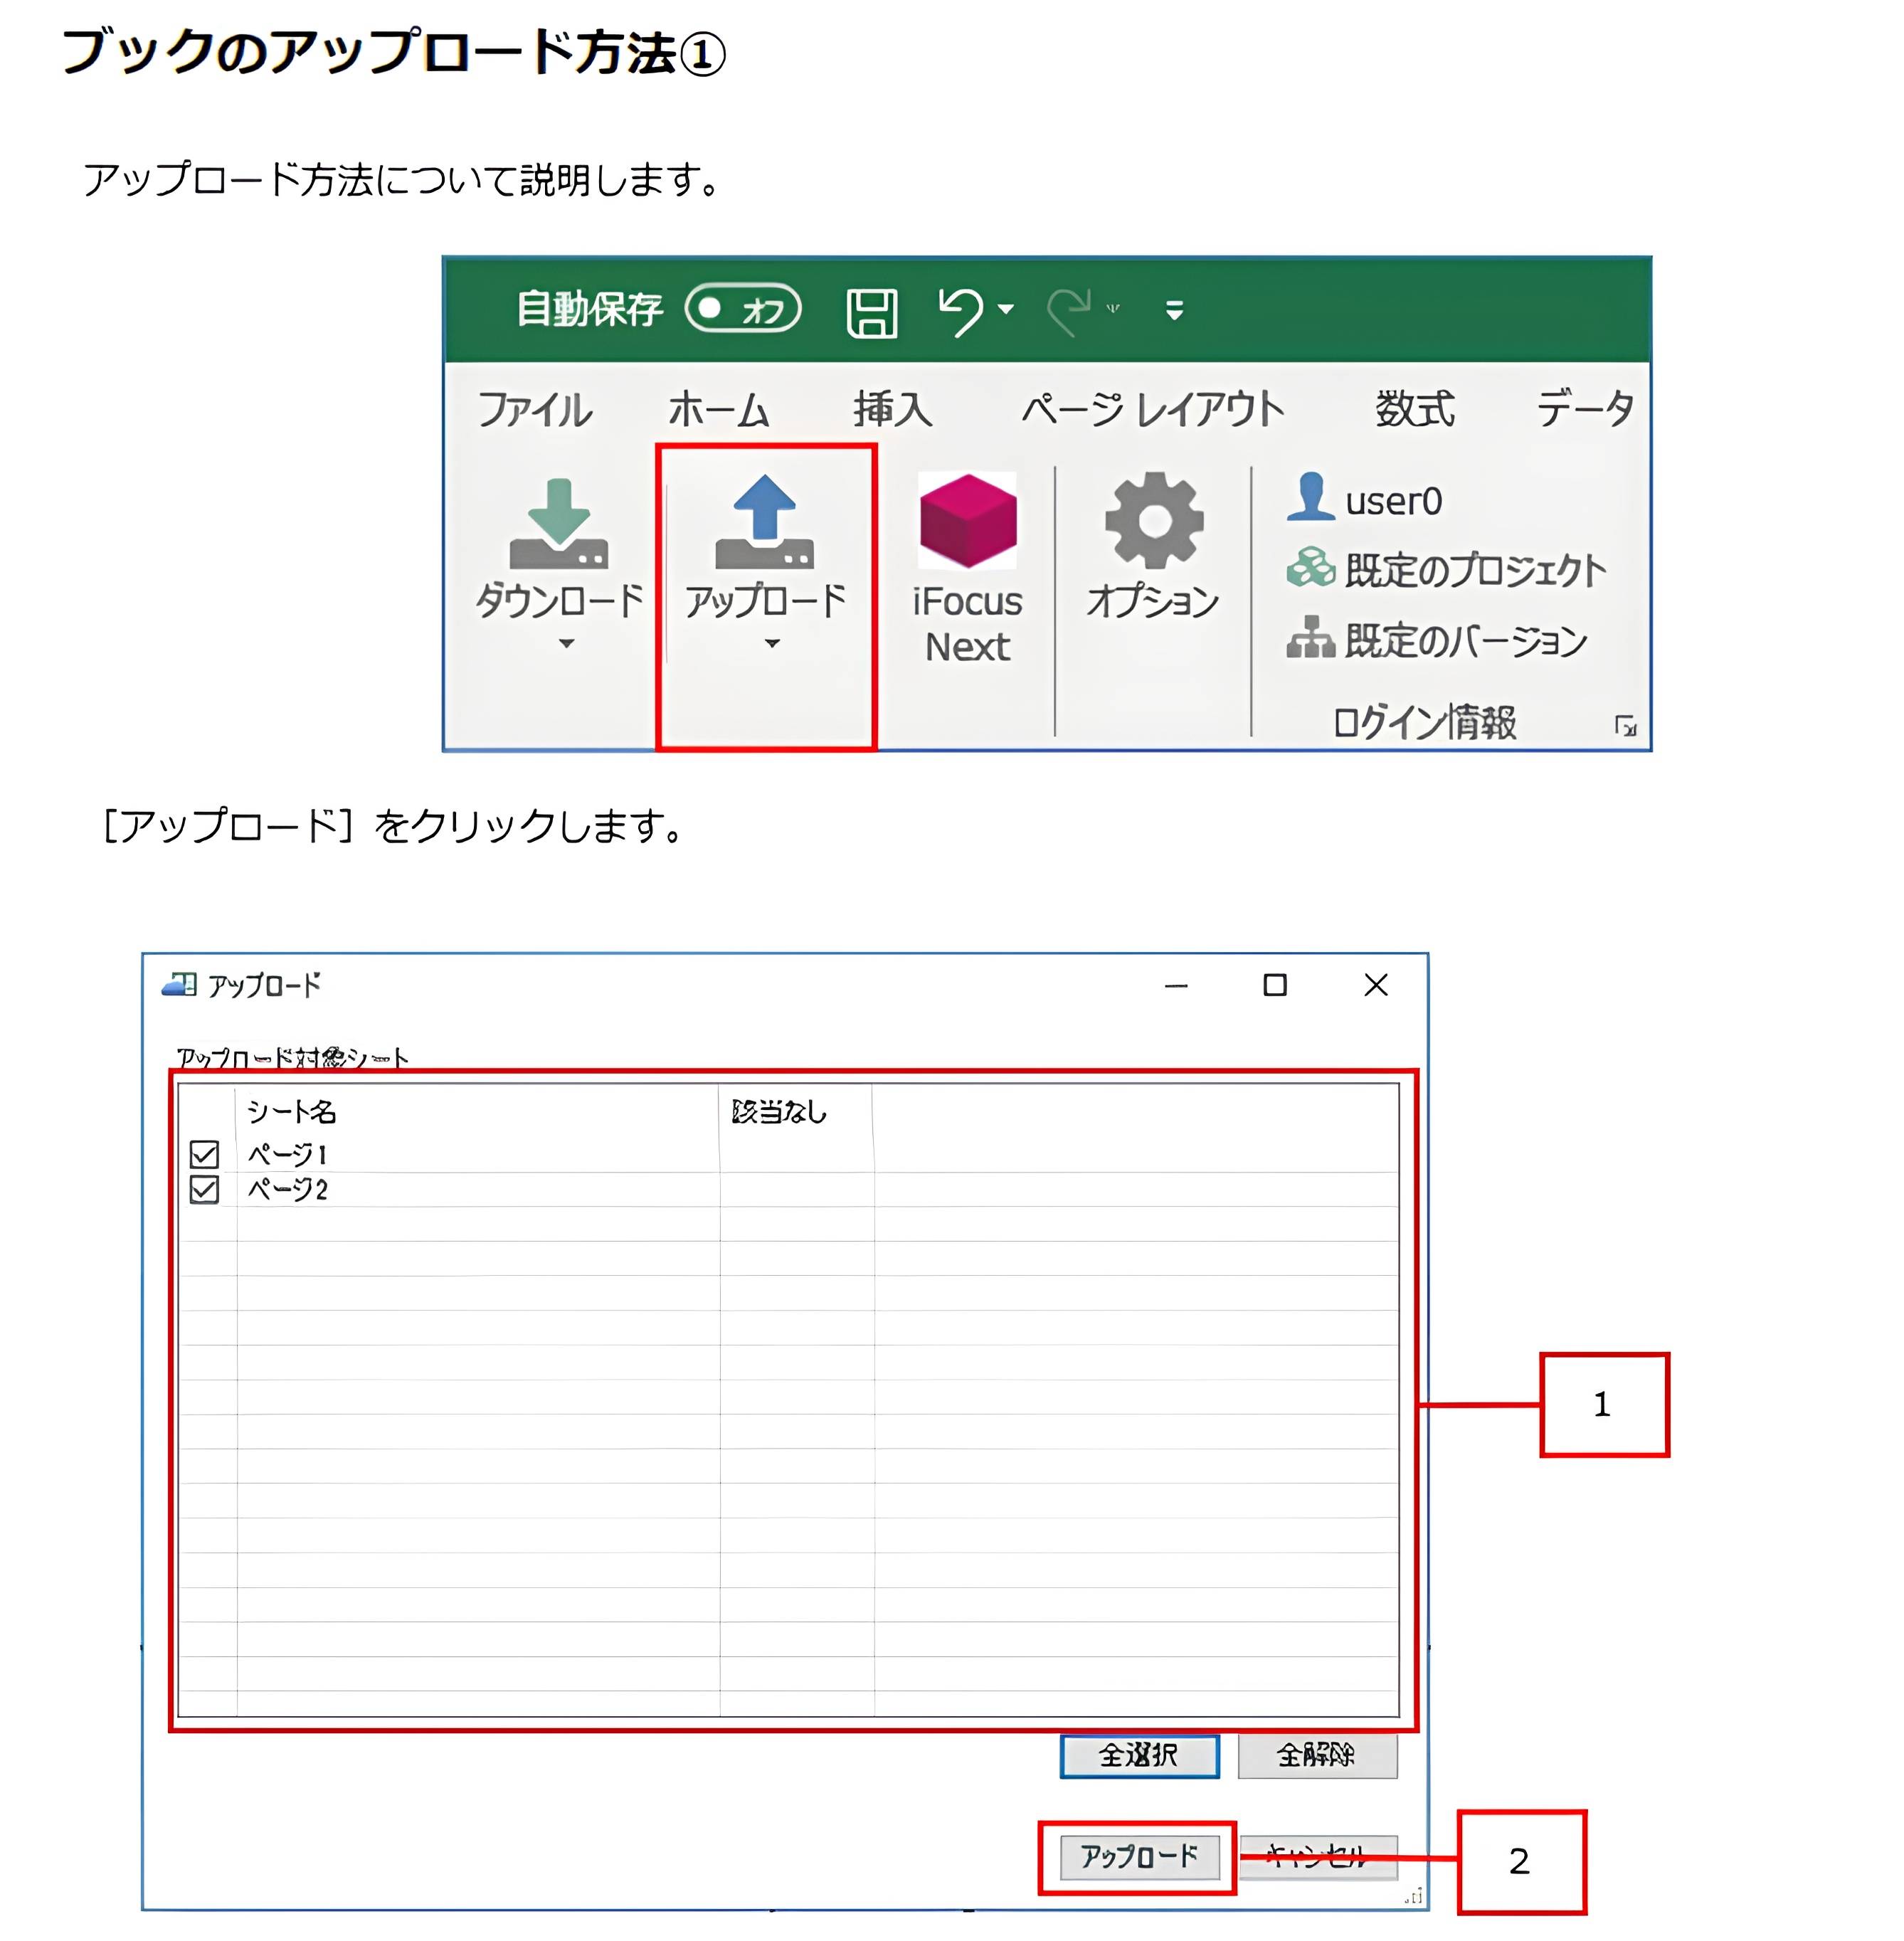 ブックのアップロード方法①
アップロード方法について説明します。
自動保存 オフ
ファイル ホーム 挿入 ページ レイアウト 数式 データ
ダウンロード アップロード iFocus Next オプション
user0
既定のプロジェクト
既定のバージョン
ログイン情報
［アップロード］をクリックします。
アップロード
アップロード対象シート
シート名 該当なし
ページ1
ページ2
1
全選択 全解除
アップロード キャンセル
2